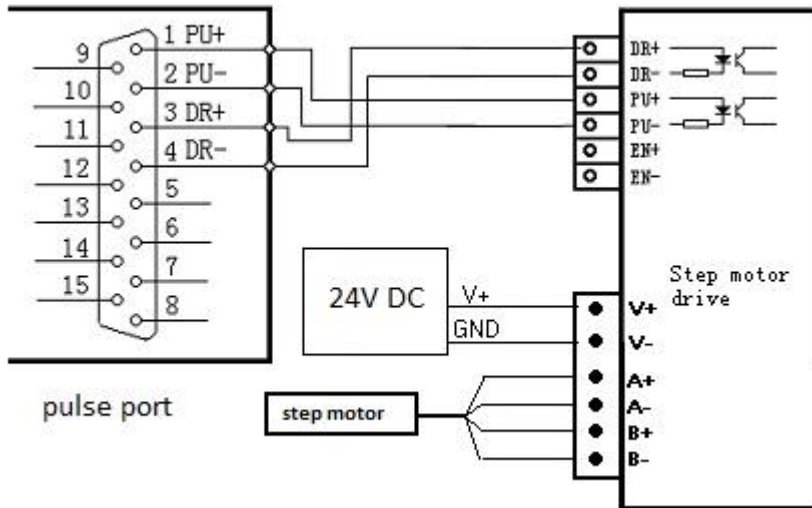 1 PU+
9
2 PU-
10
3 DR+
11
4 DR-
12
5
13
6
14
7
15
8
pulse port
DR+
DR-
PU+
PU-
EN+
EN-
24V DC
V+
GND
Step motor
drive
V+
V-
A+
A-
B+
B-
step motor